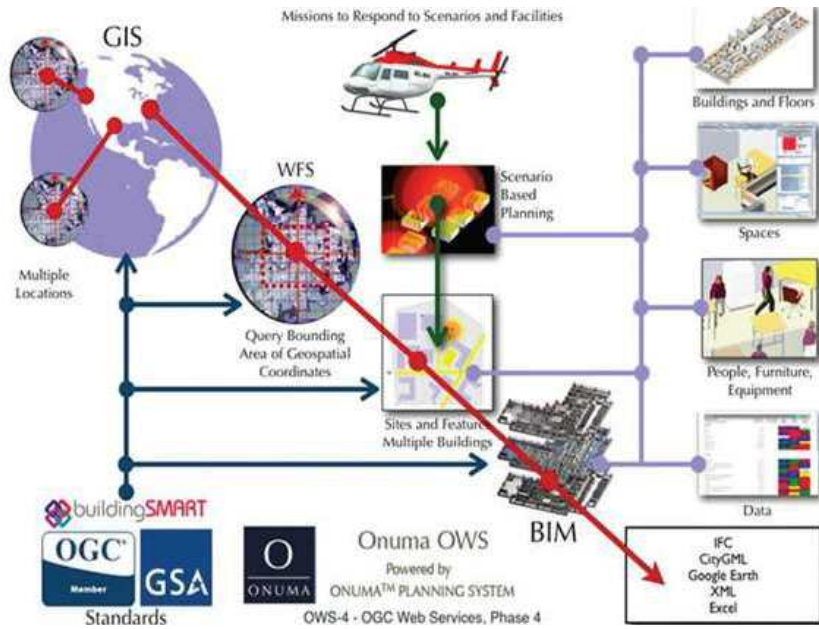 Missions to Respond to Scenarios and Facilities
GIS
WFS
Multiple
Locations
Query Bounding
Area of Geospatial
Coordinates
Scenario
Based
Planning
Sites and Features
Multiple Buildings
BIM
Buildings and Floors
Spaces
People, Furniture,
Equipment
Data
IFC
CityGML
Google Earth
XML
Excel
buildingSMART
OGC®
Member
GSA
Standards
O
ONUMA
Onuma OWS
Powered by
ONUMA™ PLANNING SYSTEM
OWS-4 - OGC Web Services, Phase 4